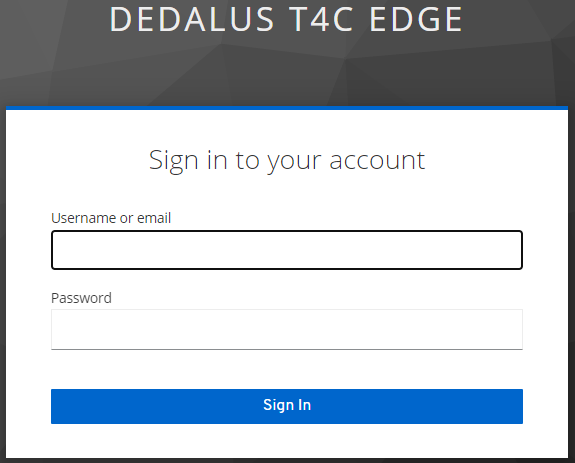 DEDALUS T4C EDGE
Sign in to your account
Username or email
Password
Sign In